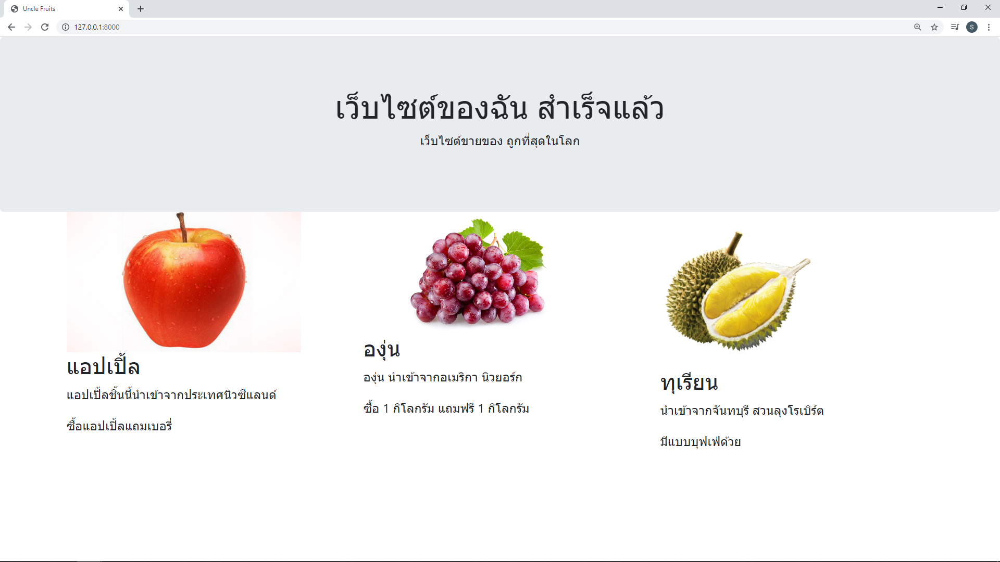 Uncle Fruits
127.0.0.1:8000
S
เว็บไซต์ของฉัน สำเร็จแล้ว
เว็บไซต์ขายของ ถูกที่สุดในโลก
แอปเปิ้ล
แอปเปิ้ลชิ้นนี้นำเข้าจากประเทศนิวซีแลนด์
ซื้อแอปเปิ้ลแถมเบอรี่
องุ่น
องุ่น นำเข้าจากอเมริกา นิวยอร์ก
ซื้อ 1 กิโลกรัม แถมฟรี 1 กิโลกรัม
ทุเรียน
นำเข้าจากจันทบุรี สวนลุงโรเบิร์ต
มีแบบบุฟเฟ่ด้วย